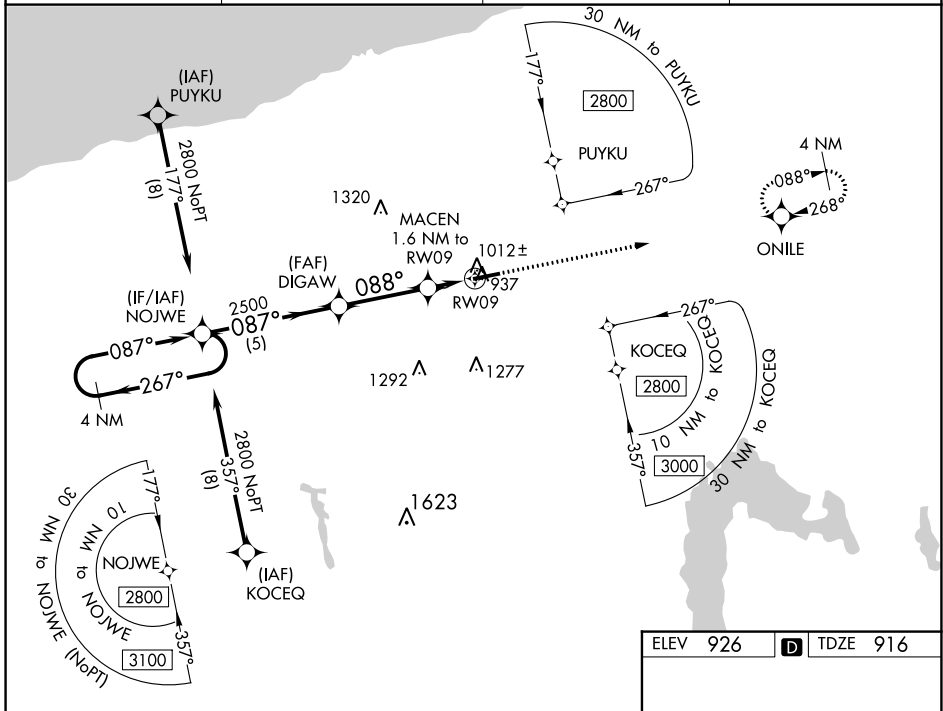 (IAF)
PUYKU
2800 NoPT
177°
(8)
30 NM to PUYKU
177°
2800
PUYKU
267°
4 NM
088°
268°
ONILE
1320
MACEN
1.6 NM to
RW09
1012±
937
RW09
(FAF)
DIGAW
088°
(IF/IAF)
NOJWE
2500
087°
(5)
087°
267°
4 NM
1292
1277
267°
KOCEQ
2800
10 NM to KOCEQ
3000
30 NM to KOCEQ
357°
2800 NoPT
357°
(8)
(IAF)
KOCEQ
1623
177°
30 NM to NOJWE (NoPT)
10 NM to NOJWE
NOJWE
2800
3100
357°
ELEV 926 D TDZE 916